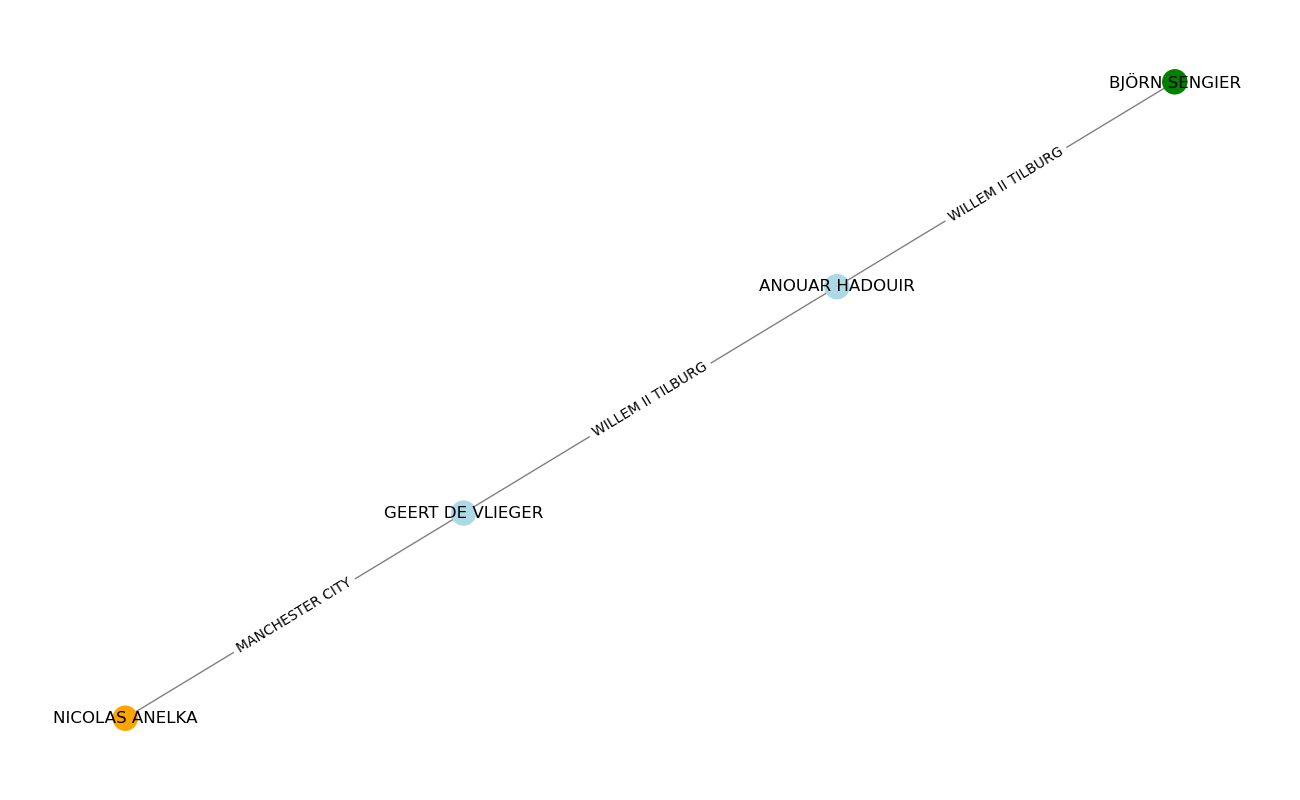 BJÖRN SENGIER
WILLEM II TILBURG
ANOUAR HADOUIR
WILLEM II TILBURG
GEERT DE VLIEGER
MANCHESTER CITY
NICOLAS ANELKA